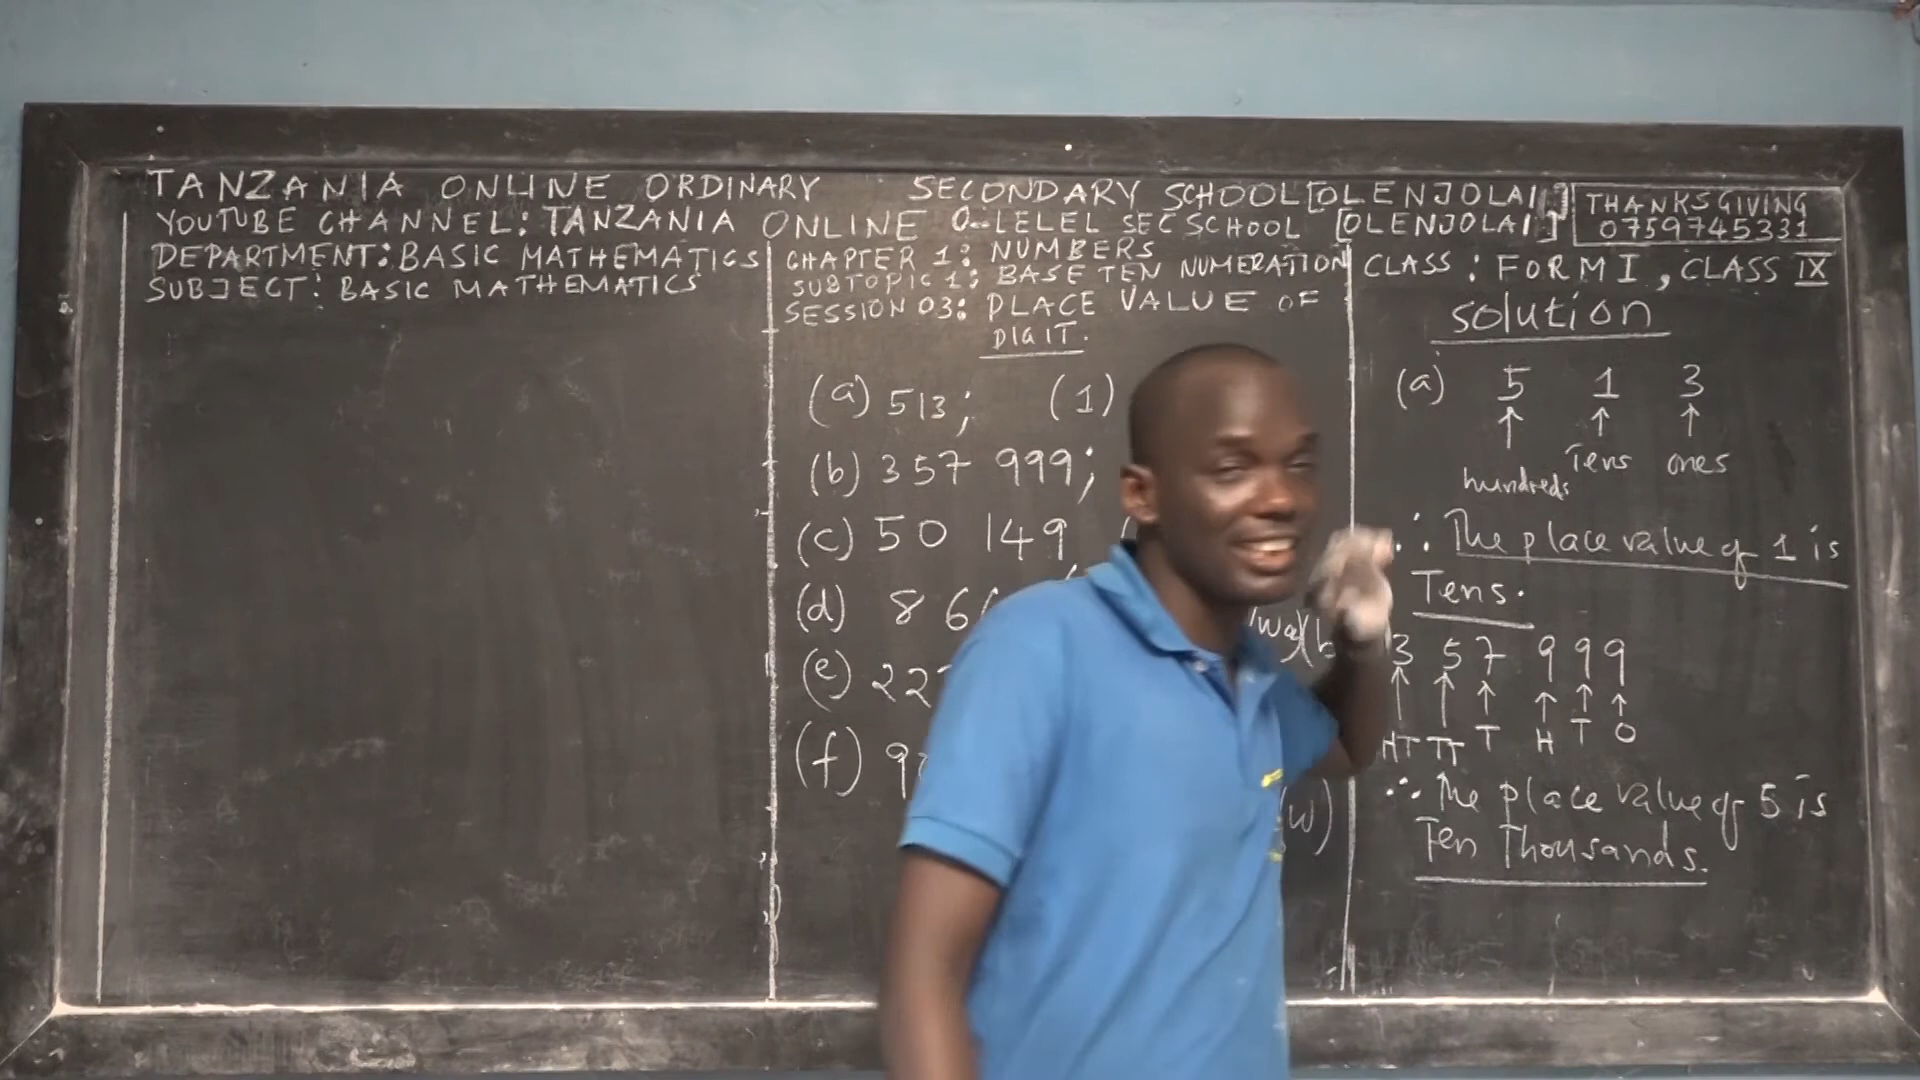 TANZANIA ONLINE ORDINARY SECONDARY SCHOOL [OLENJOLAI]
YOUTUBE CHANNEL: TANZANIA ONLINE O-LELEL SEC SCHOOL [OLENJOLAI]
THANKSGIVING
0759745331
DEPARTMENT: BASIC MATHEMATICS
SUBJECT: BASIC MATHEMATICS
CHAPTER 1: NUMBERS
SUBTOPIC 1: BASE TEN NUMERATION
SESSION 03: PLACE VALUE OF
DIGIT.
(a) 513; (1)
(b) 357 999;
(c) 50 149
(d) 8 6
(e) 22
(f) 9
(w)
CLASS: FORM I, CLASS IX
solution
(a) 5 1 3
↑ ↑ ↑
hundreds Tens ones
∴ The place value of 1 is
Tens.
(b 3 5 7 9 9 9
↑ ↑ ↑ ↑ ↑ ↑
HT TT T H T O
∴ The place value of 5 is
Ten Thousands.